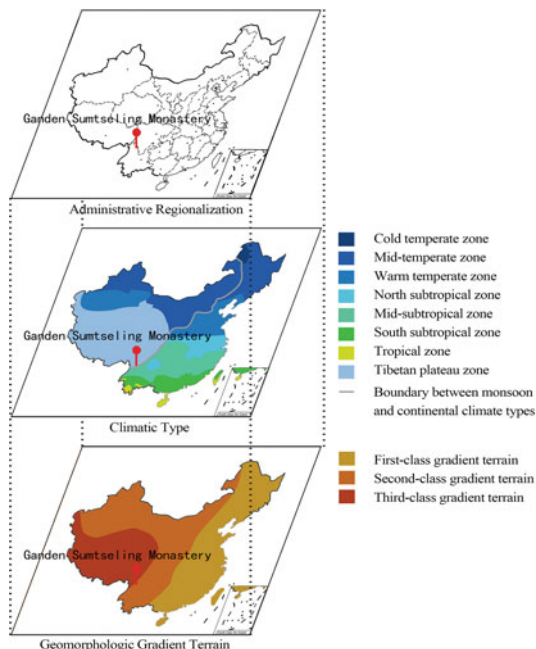 Ganden Sumtseling Monastery
Administrative Regionalization
Cold temperate zone
Mid-temperate zone
Warm temperate zone
North subtropical zone
Mid-subtropical zone
South subtropical zone
Tropical zone
Tibetan plateau zone
Boundary between monsoon
and continental climate types
Ganden Sumtseling Monastery
Climatic Type
First-class gradient terrain
Second-class gradient terrain
Third-class gradient terrain
Ganden Sumtseling Monastery
Geomorphologic Gradient Terrain